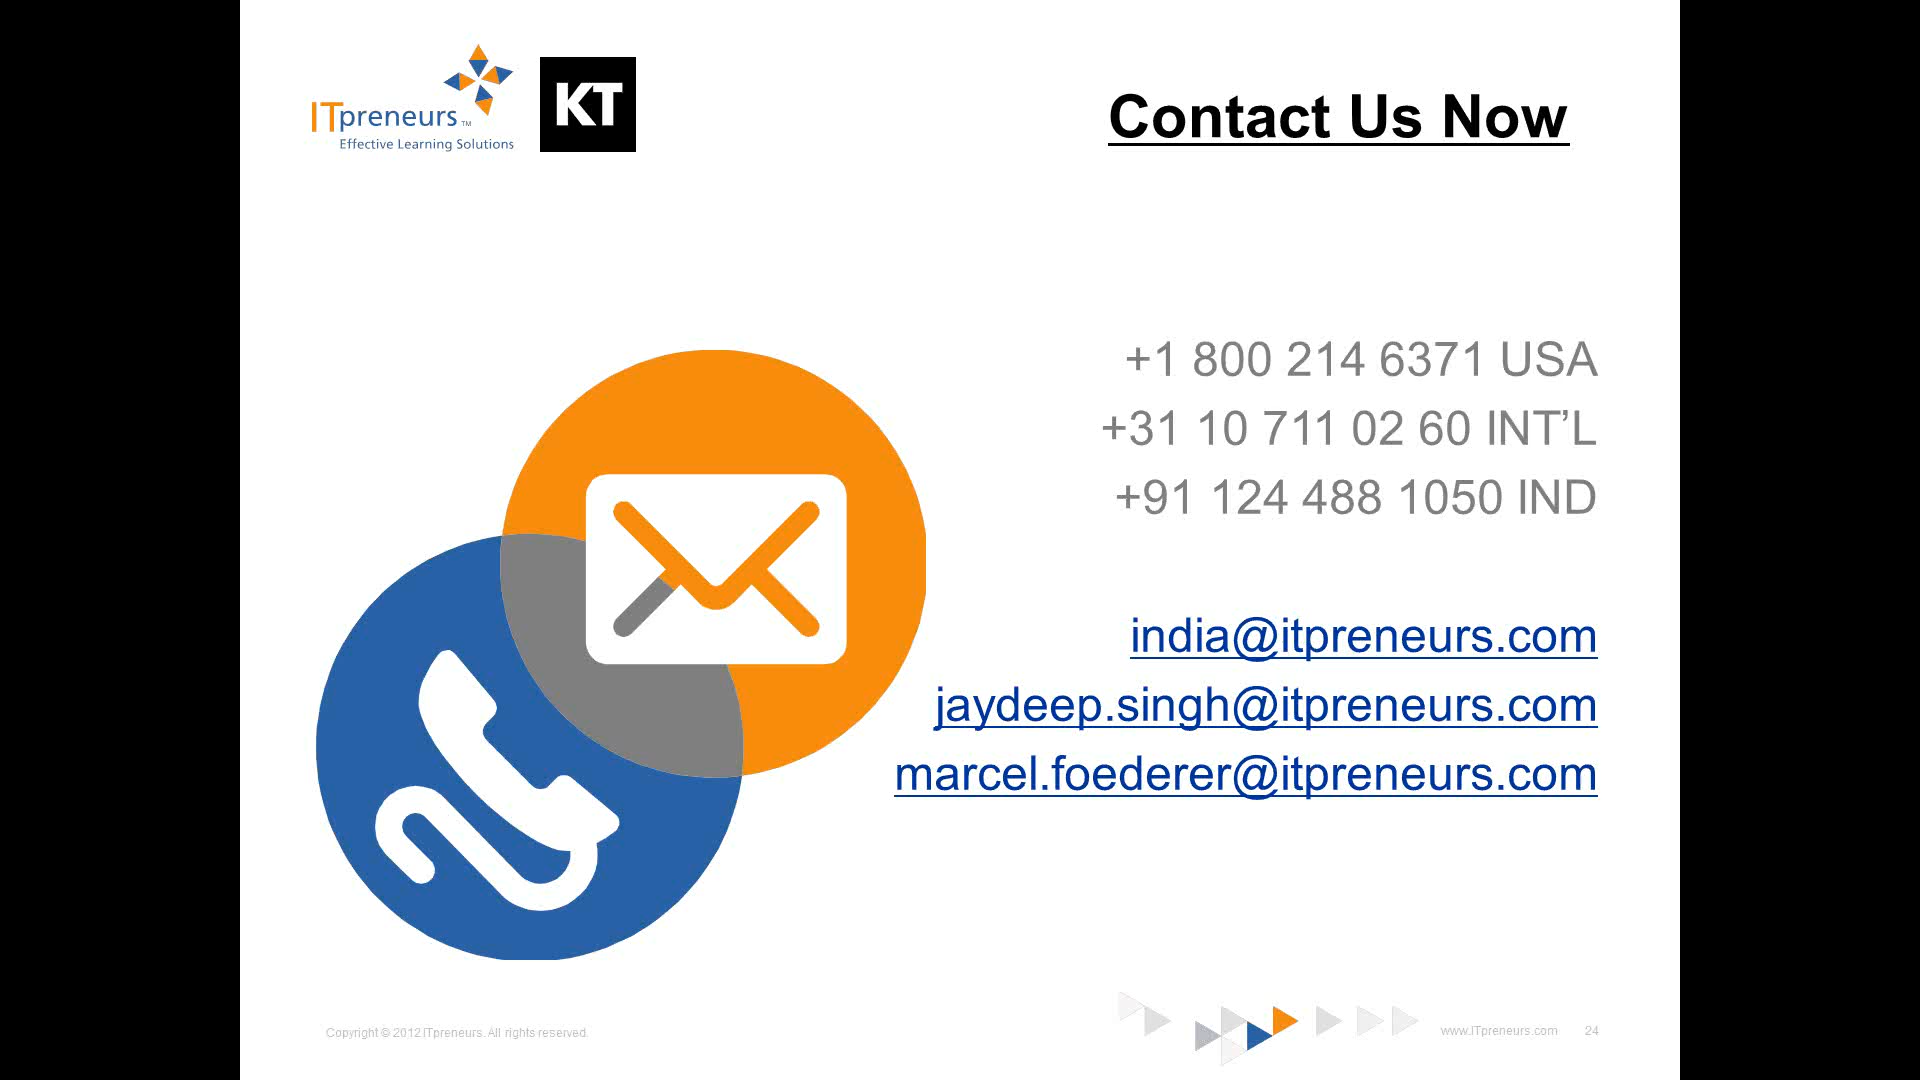 ITpreneurs TM
Effective Learning Solutions
KT
Contact Us Now
+1 800 214 6371 USA
+31 10 711 02 60 INT’L
+91 124 488 1050 IND
india@itpreneurs.com
jaydeep.singh@itpreneurs.com
marcel.foederer@itpreneurs.com
Copyright © 2012 ITpreneurs. All rights reserved.
www.ITpreneurs.com 24